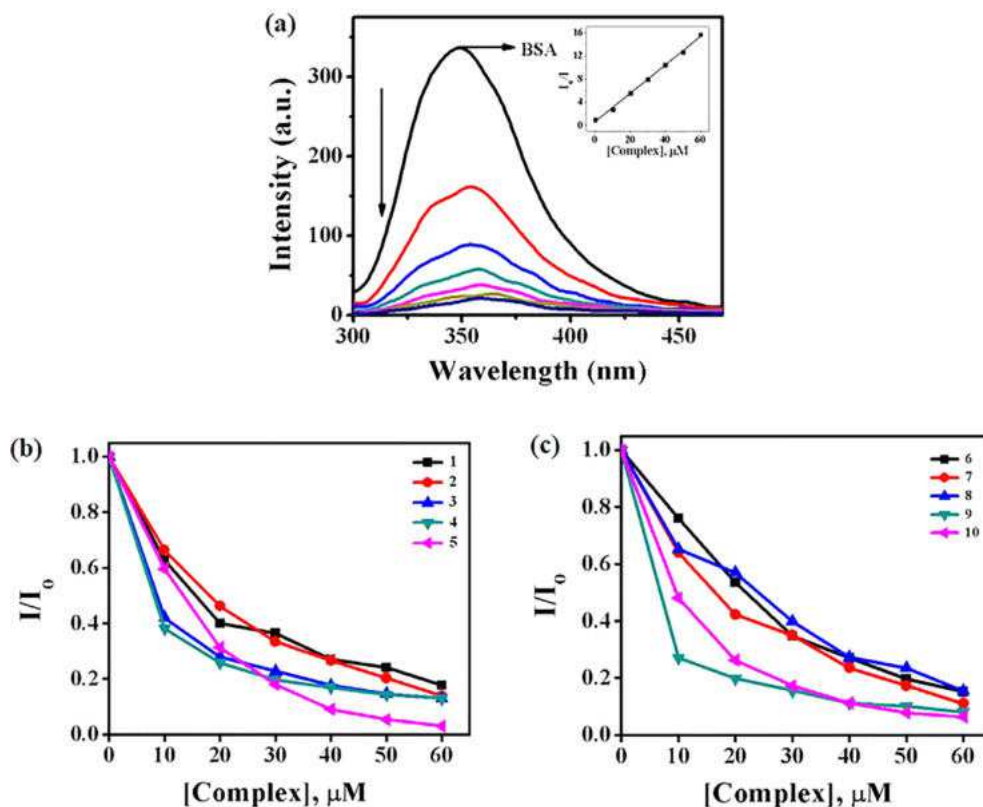 (a)
BSA
I₀/I
16
12
8
4
0
0 20 40 60
[Complex], μM
Intensity (a.u.)
300
200
100
0
300 350 400 450
Wavelength (nm)
(b)
I/I₀
1.0
0.8
0.6
0.4
0.2
0.0
1
2
3
4
5
0 10 20 30 40 50 60
[Complex], μM
(c)
I/I₀
1.0
0.8
0.6
0.4
0.2
0.0
6
7
8
9
10
0 10 20 30 40 50 60
[Complex], μM